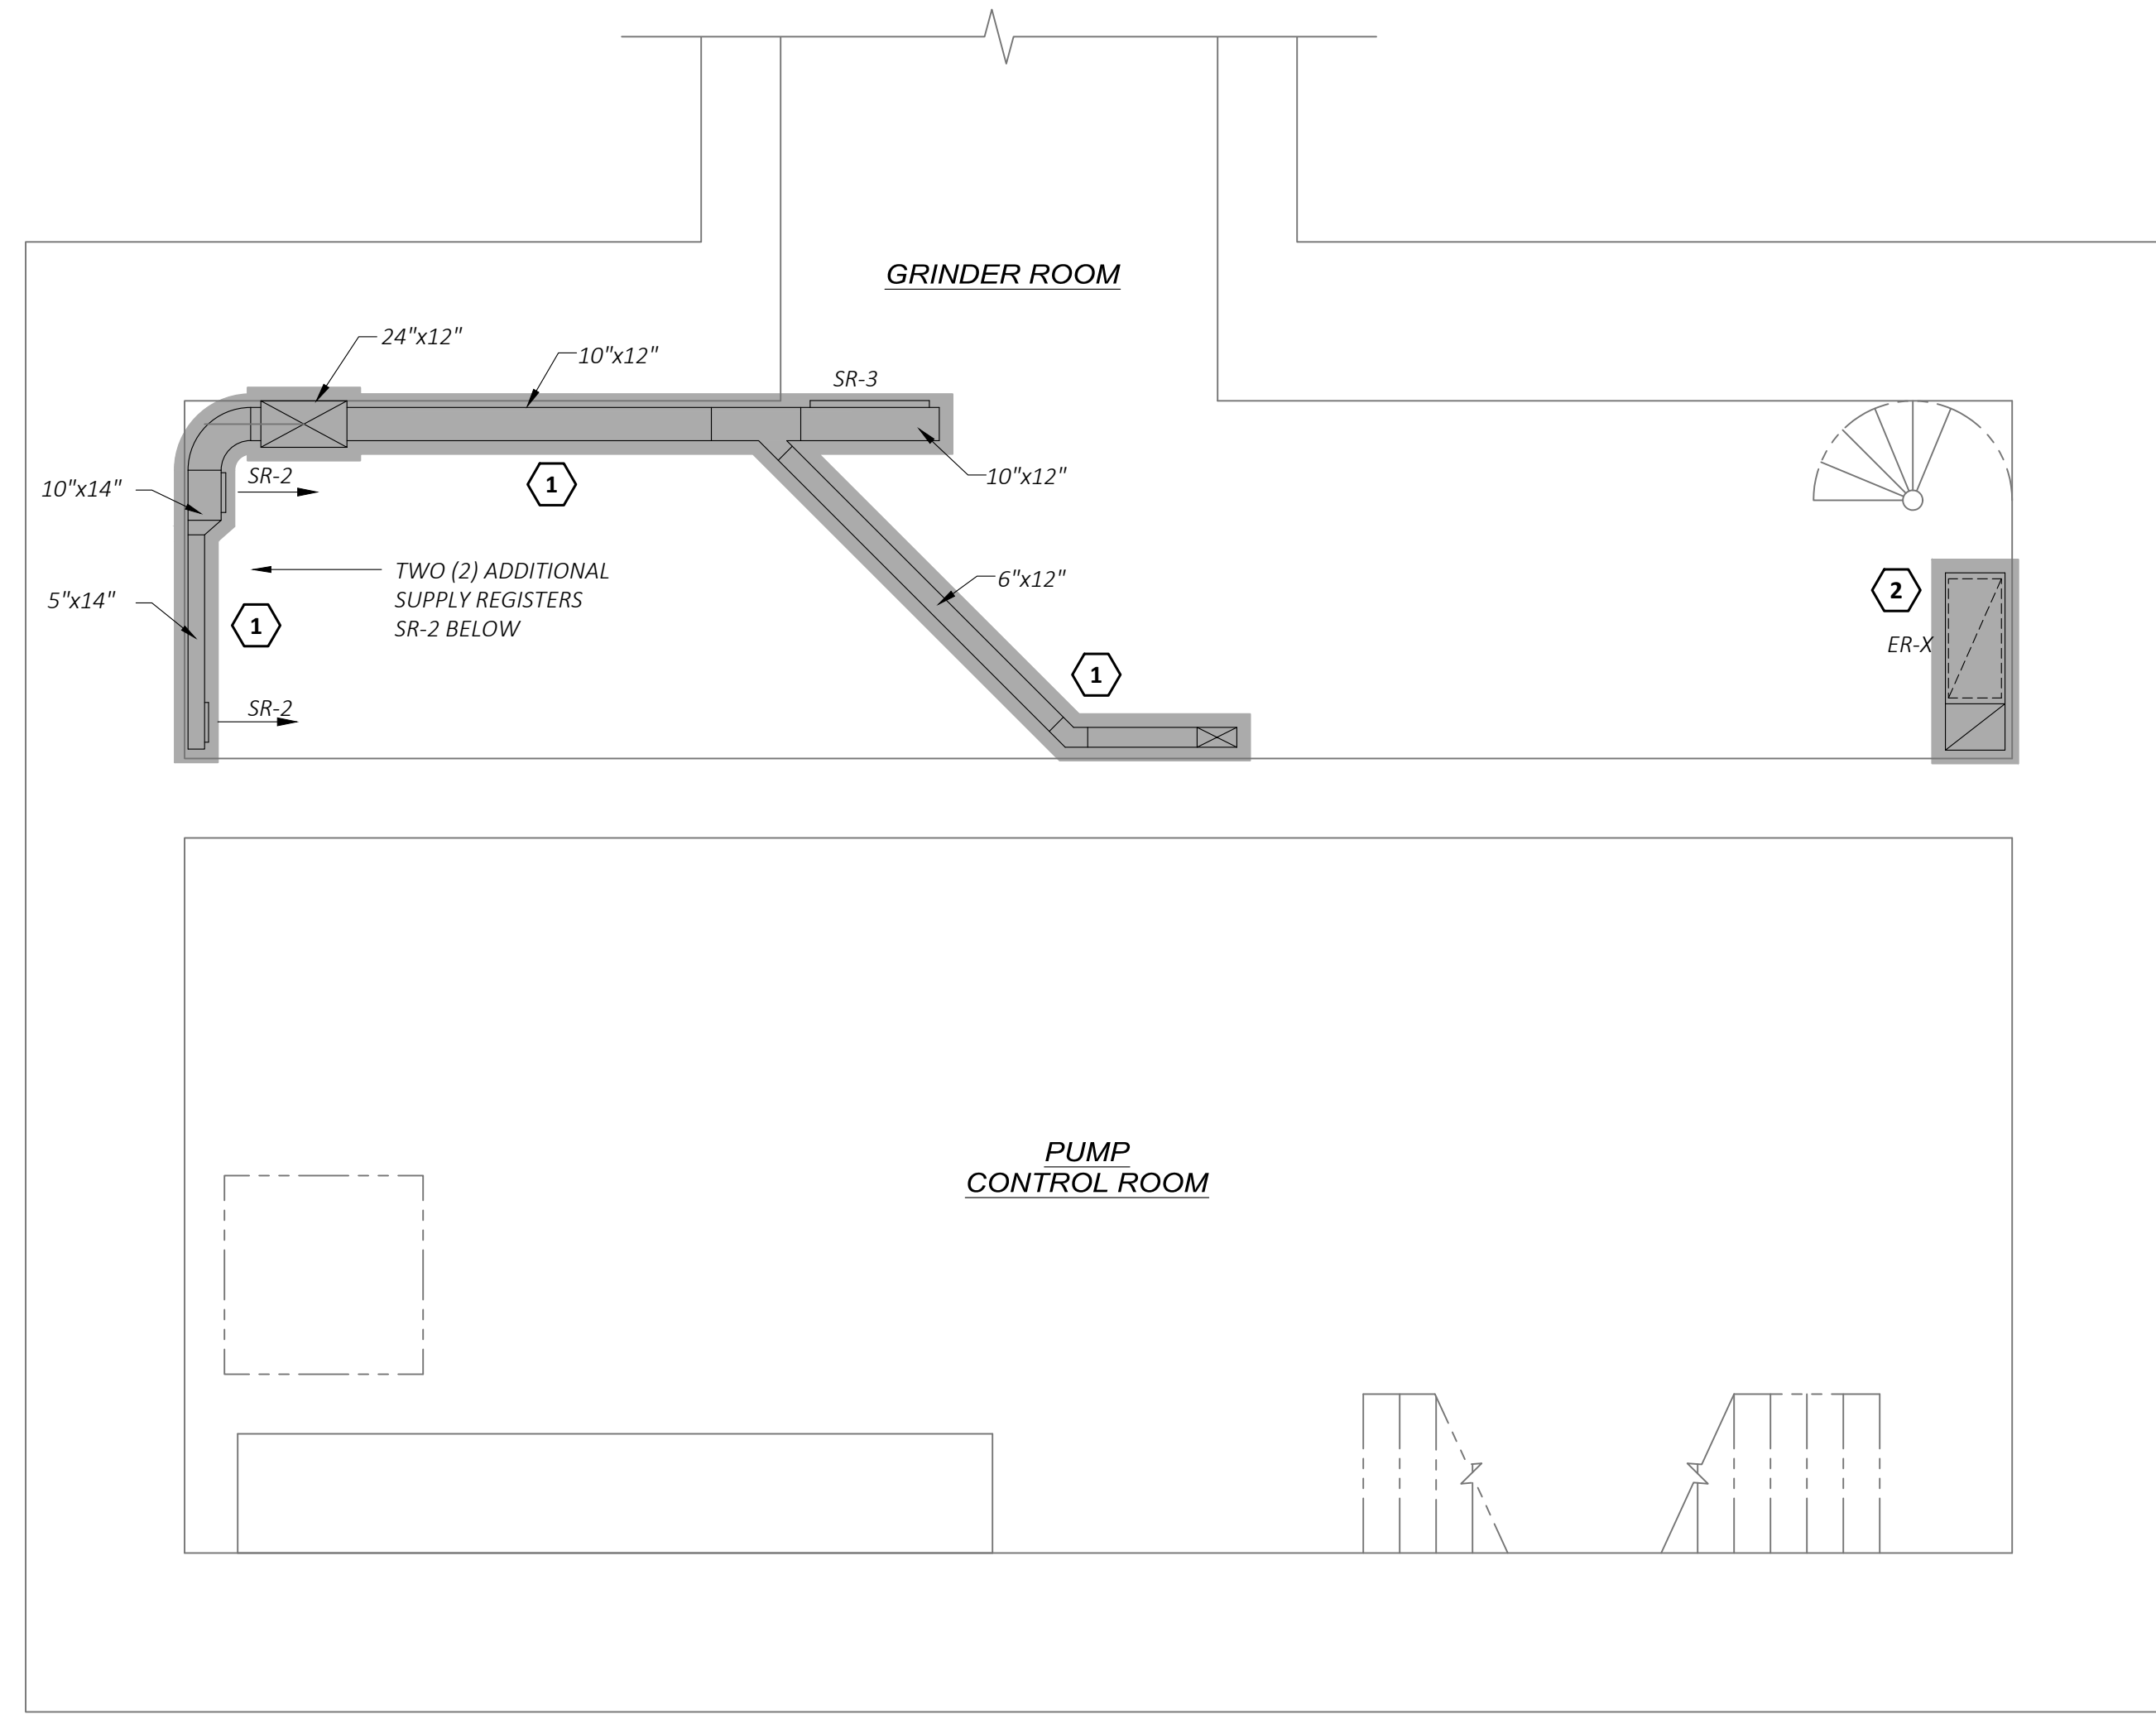 GRINDER ROOM
24"x12"
10"x12"
SR-3
SR-2
10"x14"
1
10"x12"
TWO (2) ADDITIONAL
SUPPLY REGISTERS
SR-2 BELOW
5"x14"
1
6"x12"
2
ER-X
1
SR-2
PUMP
CONTROL ROOM